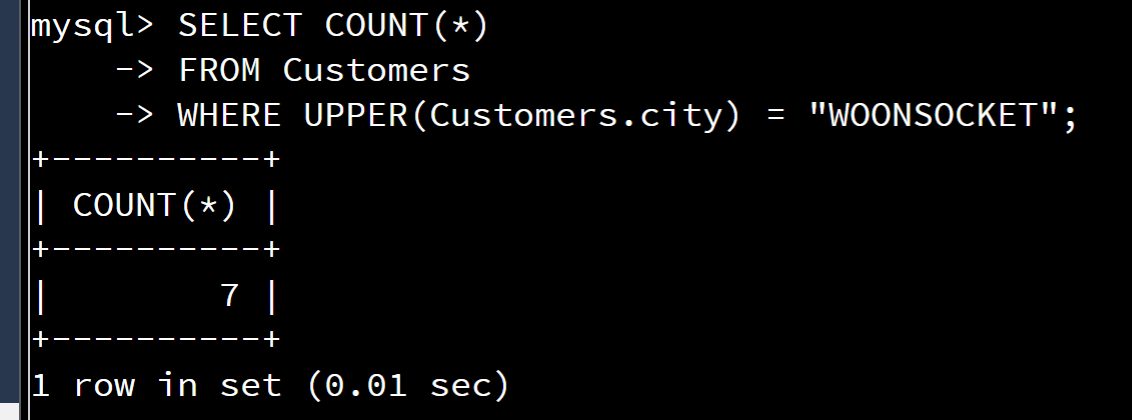 mysql> SELECT COUNT(*)
    -> FROM Customers
    -> WHERE UPPER(Customers.city) = "WOONSOCKET";
+----------+
| COUNT(*) |
+----------+
|        7 |
+----------+
1 row in set (0.01 sec)